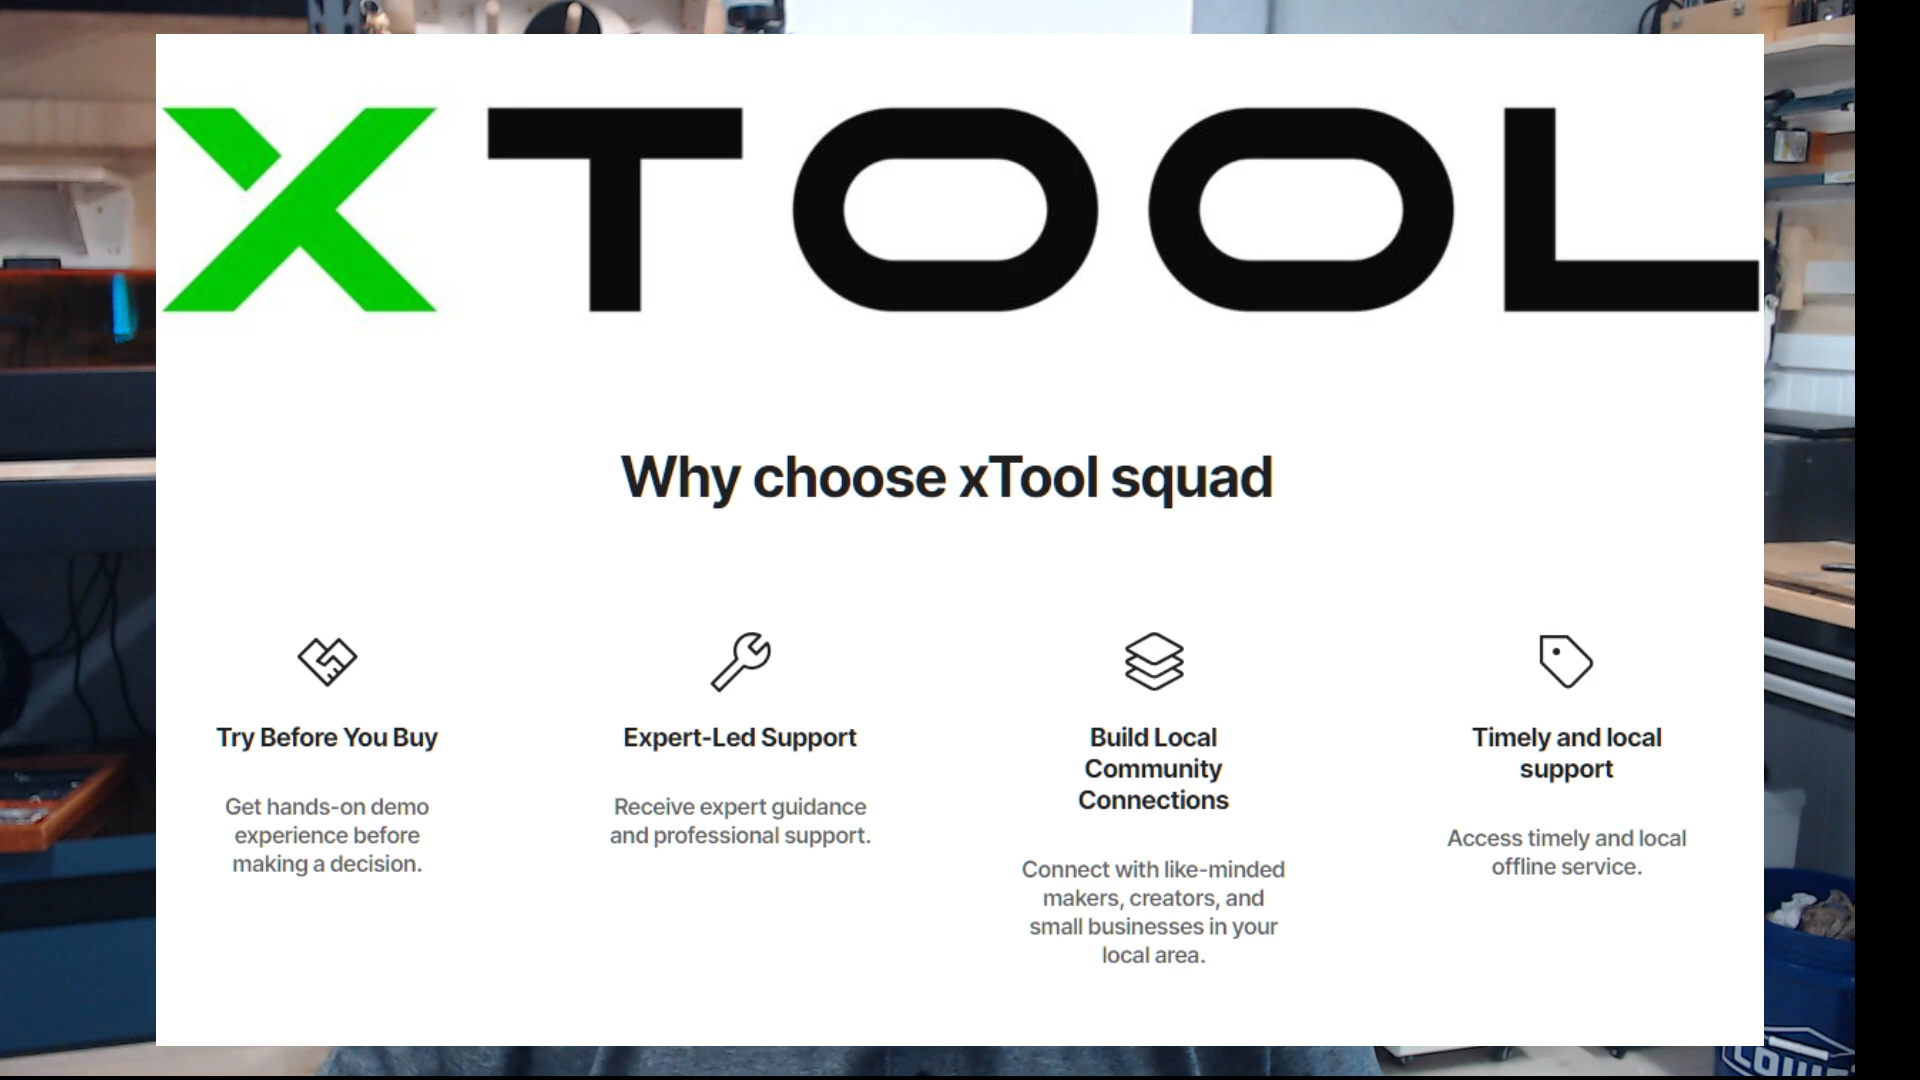 XTOOL
Why choose xTool squad
Try Before You Buy
Get hands-on demo
experience before
making a decision.
Expert-Led Support
Receive expert guidance
and professional support.
Build Local
Community
Connections
Connect with like-minded
makers, creators, and
small businesses in your
local area.
Timely and local
support
Access timely and local
offline service.
LOWE